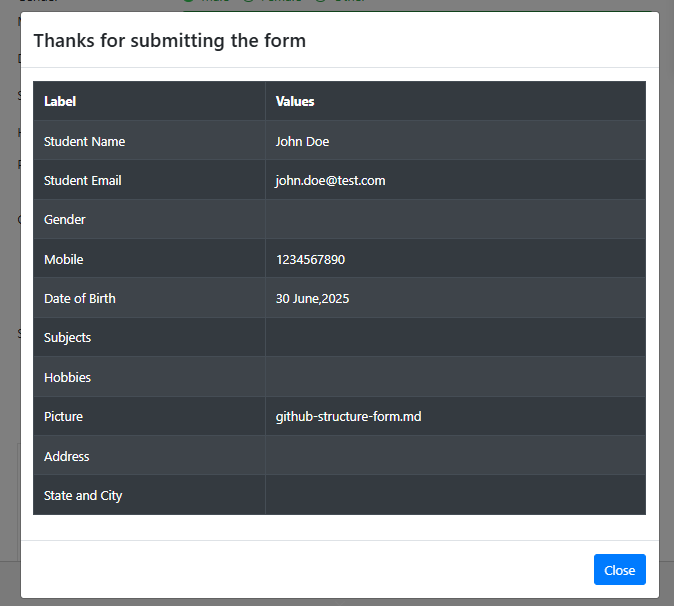 Thanks for submitting the form
Label Values
Student Name John Doe
Student Email john.doe@test.com
Gender
Mobile 1234567890
Date of Birth 30 June,2025
Subjects
Hobbies
Picture github-structure-form.md
Address
State and City
Close